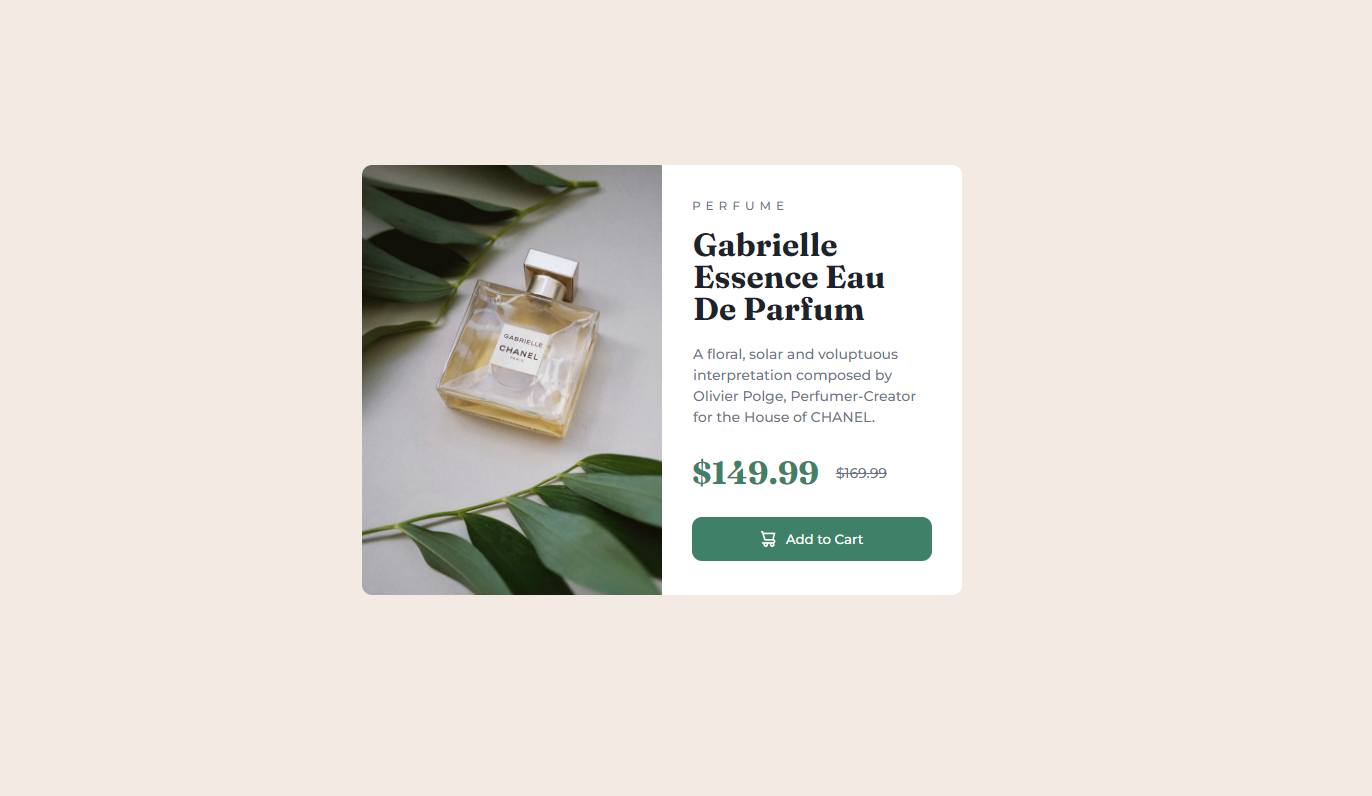 PERFUME
Gabrielle
Essence Eau
De Parfum
A floral, solar and voluptuous
interpretation composed by
Olivier Polge, Perfumer-Creator
for the House of CHANEL.
$149.99 $169.99
Add to Cart
GABRIELLE
CHANEL
PARIS